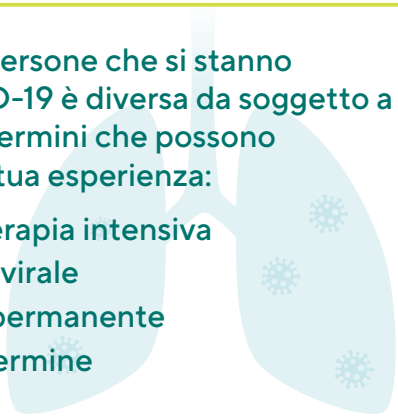 ersone che si stanno
D-19 è diversa da soggetto a
ermini che possono
tua esperienza:
erapia intensiva
virale
permanente
ermine